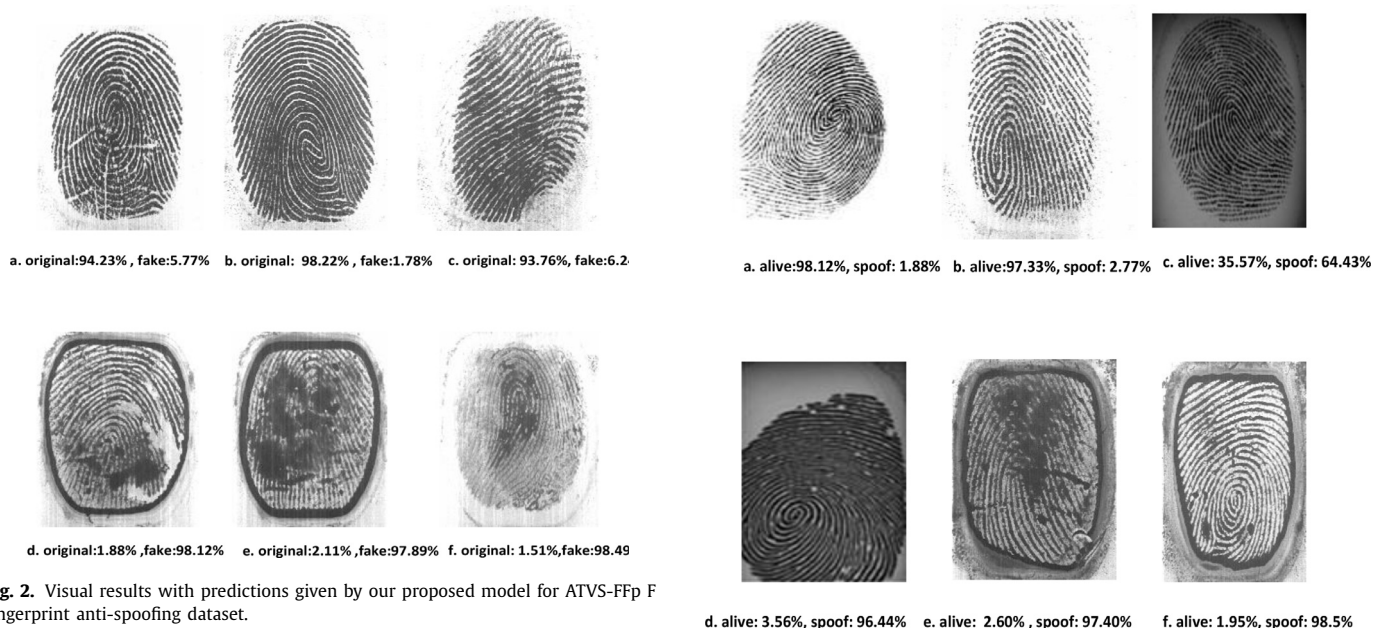 a. original:94.23% , fake:5.77% b. original: 98.22% , fake:1.78% c. original: 93.76%, fake:6.2
d. original:1.88% ,fake:98.12% e. original:2.11% ,fake:97.89% f. original: 1.51%,fake:98.49
g. 2. Visual results with predictions given by our proposed model for ATVS-FFp F
ngerprint anti-spoofing dataset.
a. alive:98.12%, spoof: 1.88% b. alive:97.33%, spoof: 2.77% c. alive: 35.57%, spoof: 64.43%
d. alive: 3.56%, spoof: 96.44% e. alive: 2.60% , spoof: 97.40% f. alive: 1.95%, spoof: 98.5%